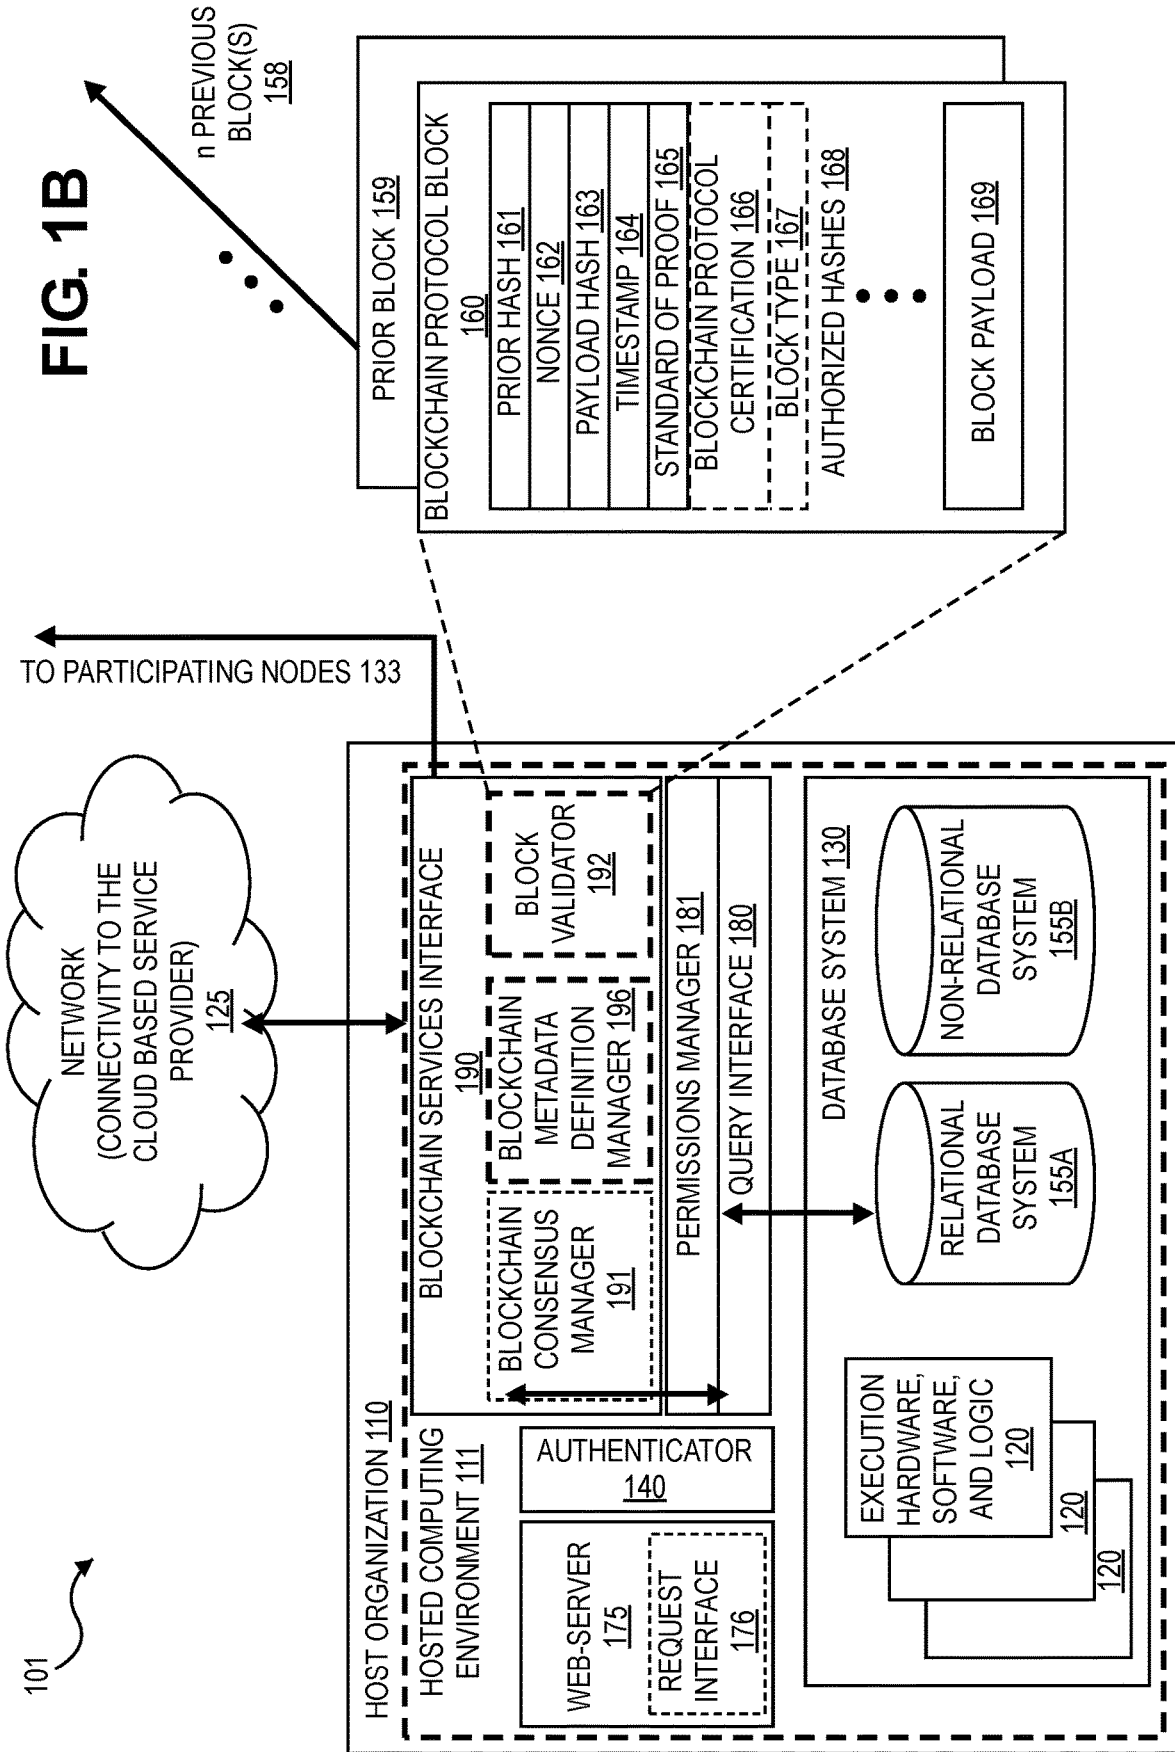 FIG. 1B
101
NETWORK
(CONNECTIVITY TO THE
CLOUD BASED SERVICE
PROVIDER)
125
TO PARTICIPATING NODES 133
n PREVIOUS
BLOCK(S)
158
HOST ORGANIZATION 110
HOSTED COMPUTING
ENVIRONMENT 111
WEB-SERVER
175
REQUEST
INTERFACE
176
AUTHENTICATOR
140
BLOCKCHAIN SERVICES INTERFACE
190
BLOCKCHAIN
CONSENSUS
MANAGER
191
BLOCKCHAIN
METADATA
DEFINITION
MANAGER 196
BLOCK
VALIDATOR
192
PERMISSIONS MANAGER 181
QUERY INTERFACE 180
DATABASE SYSTEM 130
EXECUTION
HARDWARE,
SOFTWARE,
AND LOGIC
120
120
120
RELATIONAL
DATABASE
SYSTEM
155A
NON-RELATIONAL
DATABASE
SYSTEM
155B
PRIOR BLOCK 159
BLOCKCHAIN PROTOCOL BLOCK
160
PRIOR HASH 161
NONCE 162
PAYLOAD HASH 163
TIMESTAMP 164
STANDARD OF PROOF 165
BLOCKCHAIN PROTOCOL
CERTIFICATION 166
BLOCK TYPE 167
AUTHORIZED HASHES 168
BLOCK PAYLOAD 169